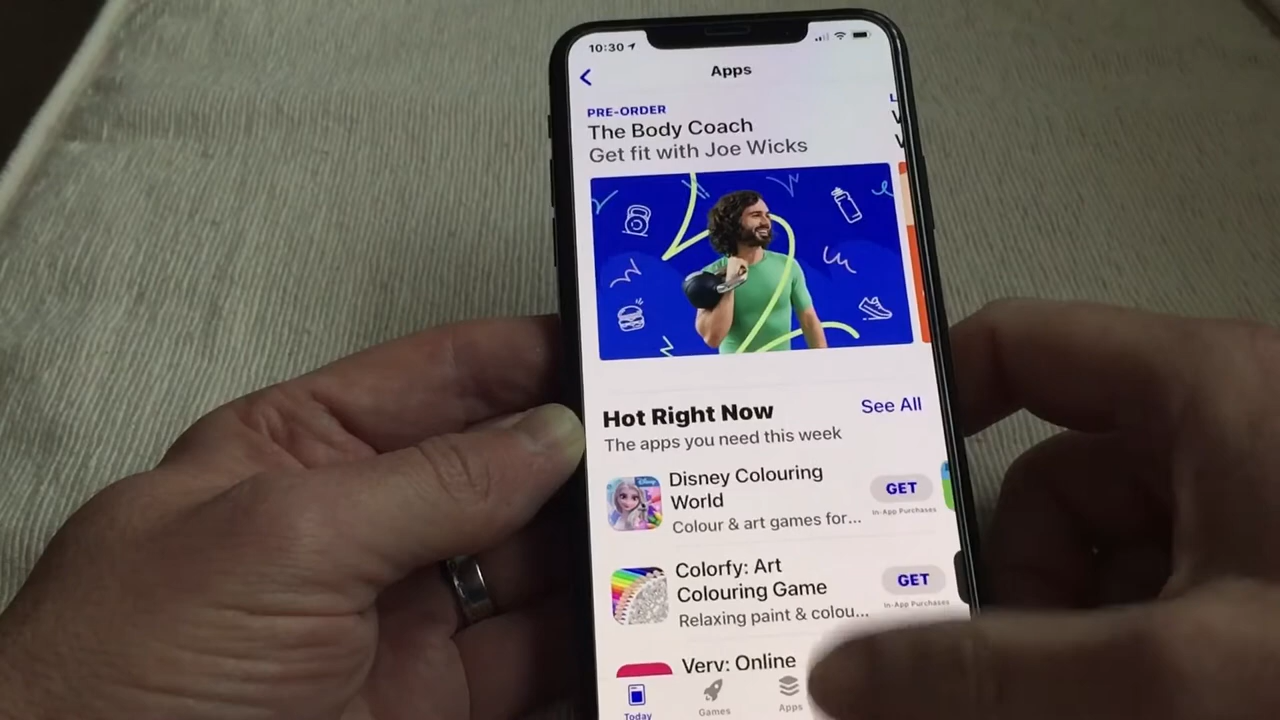 10:30
Apps
PRE-ORDER
The Body Coach
Get fit with Joe Wicks
Hot Right Now
See All
The apps you need this week
Disney
Disney Colouring
World
Colour & art games for...
GET
In-App Purchases
Colorfy: Art
Colouring Game
Relaxing paint & colou...
GET
In-App Purchases
Verv: Online
Today
Games
Apps